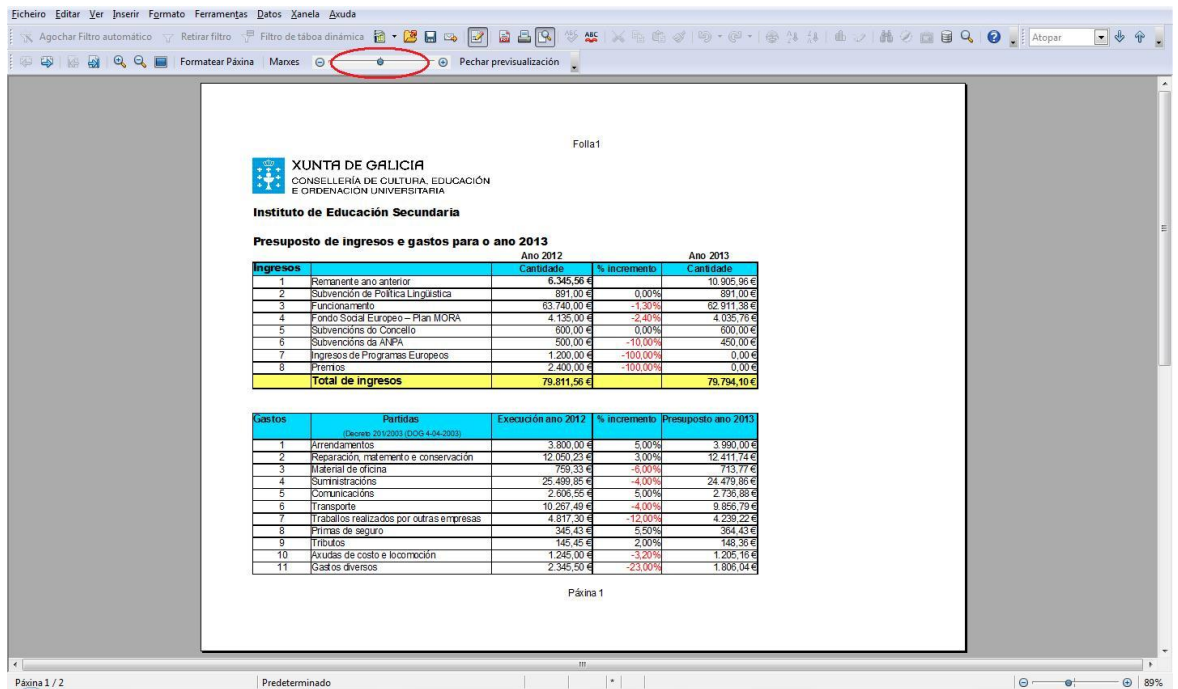 Ficheiro Editar Ver Inserir Formato Ferramentas Datos Xanela Axuda
Agochar Filtro automático Retirar filtro Filtro de táboa dinámica ABC Atopar
Formatear Páxina Marxes Pechar previsualización
Folla1
XUNTA DE GALICIA
CONSELLERÍA DE CULTURA, EDUCACIÓN
E ORDENACIÓN UNIVERSITARIA
Instituto de Educación Secundaria
Presuposto de ingresos e gastos para o ano 2013
Ano 2012 Ano 2013
Ingresos Cantidade % incremento Cantidade
1 Remanente ano anterior 6.345,56 € 10.905,96 €
2 Subvención de Política Lingüistica 891,00 € 0,00% 891,00 €
3 Funcionamento 63.740,00 € -1,30% 62.911,38 €
4 Fondo Social Europeo – Plan MORA 4.135,00 € -2,40% 4.035,76 €
5 Subvencións do Concello 600,00 € 0,00% 600,00 €
6 Subvencións da ANPA 500,00 € -10,00% 450,00 €
7 Ingresos de Programas Europeos 1.200,00 € -100,00% 0,00 €
8 Premios 2.400,00 € -100,00% 0,00 €
Total de ingresos 79.811,56 € 79.794,10 €
Gastos Partidas Execución ano 2012 % incremento Presuposto ano 2013
(Decreto 201/2003 (DOG 4-04-2003)
1 Arrendamentos 3.800,00 € 5,00% 3.990,00 €
2 Reparación, matemento e conservación 12.050,23 € 3,00% 12.411,74 €
3 Material de oficina 759,33 € -6,00% 713,77 €
4 Suministracións 25.499,85 € -4,00% 24.479,86 €
5 Comunicacións 2.606,55 € 5,00% 2.736,88 €
6 Transporte 10.267,49 € -4,00% 9.856,79 €
7 Traballos realizados por outras empresas 4.817,30 € -12,00% 4.239,22 €
8 Primas de seguro 345,43 € 5,50% 364,43 €
9 Tributos 145,45 € 2,00% 148,36 €
10 Axudas de costo e locomoción 1.245,00 € -3,20% 1.205,16 €
11 Gastos diversos 2.345,50 € -23,00% 1.806,04 €
Páxina 1
Páxina 1 / 2 Predeterminado * 89%